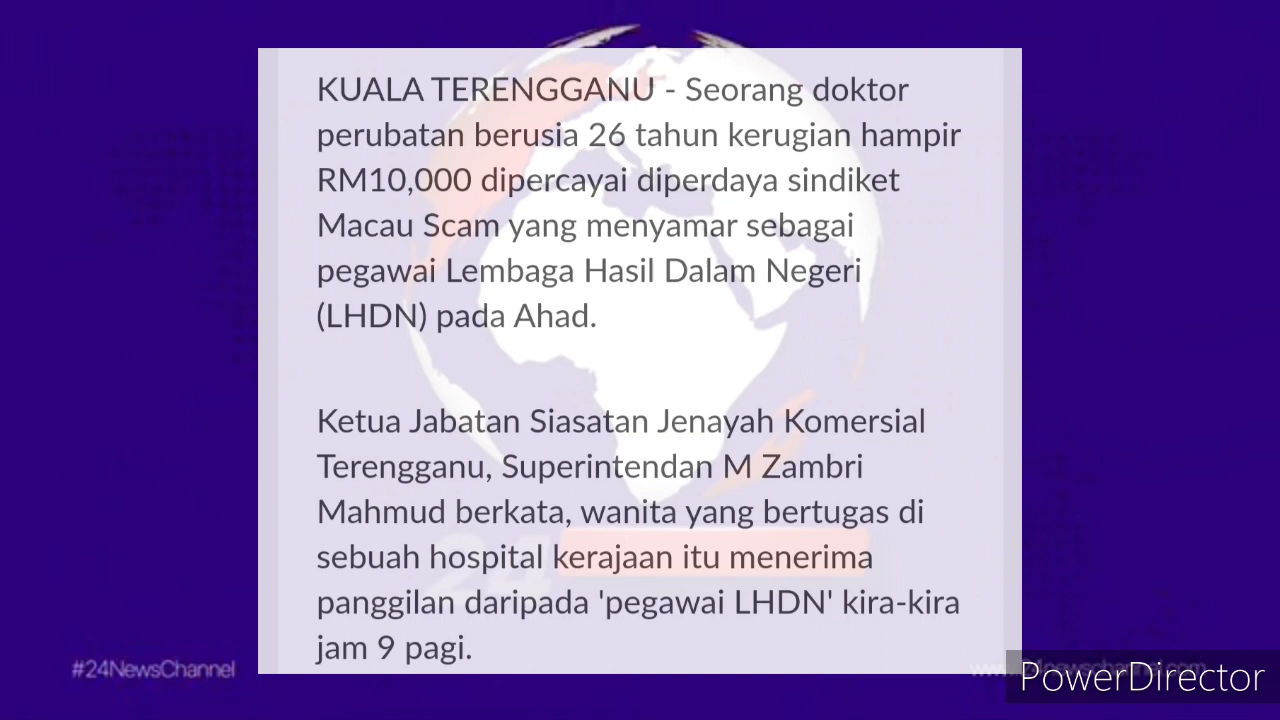 KUALA TERENGGANU - Seorang doktor
perubatan berusia 26 tahun kerugian hampir
RM10,000 dipercayai diperdaya sindiket
Macau Scam yang menyamar sebagai
pegawai Lembaga Hasil Dalam Negeri
(LHDN) pada Ahad.
Ketua Jabatan Siasatan Jenayah Komersial
Terengganu, Superintendan M Zambri
Mahmud berkata, wanita yang bertugas di
sebuah hospital kerajaan itu menerima
panggilan daripada 'pegawai LHDN' kira-kira
jam 9 pagi.
#24NewsChannel
www.24newschannel.com
PowerDirector